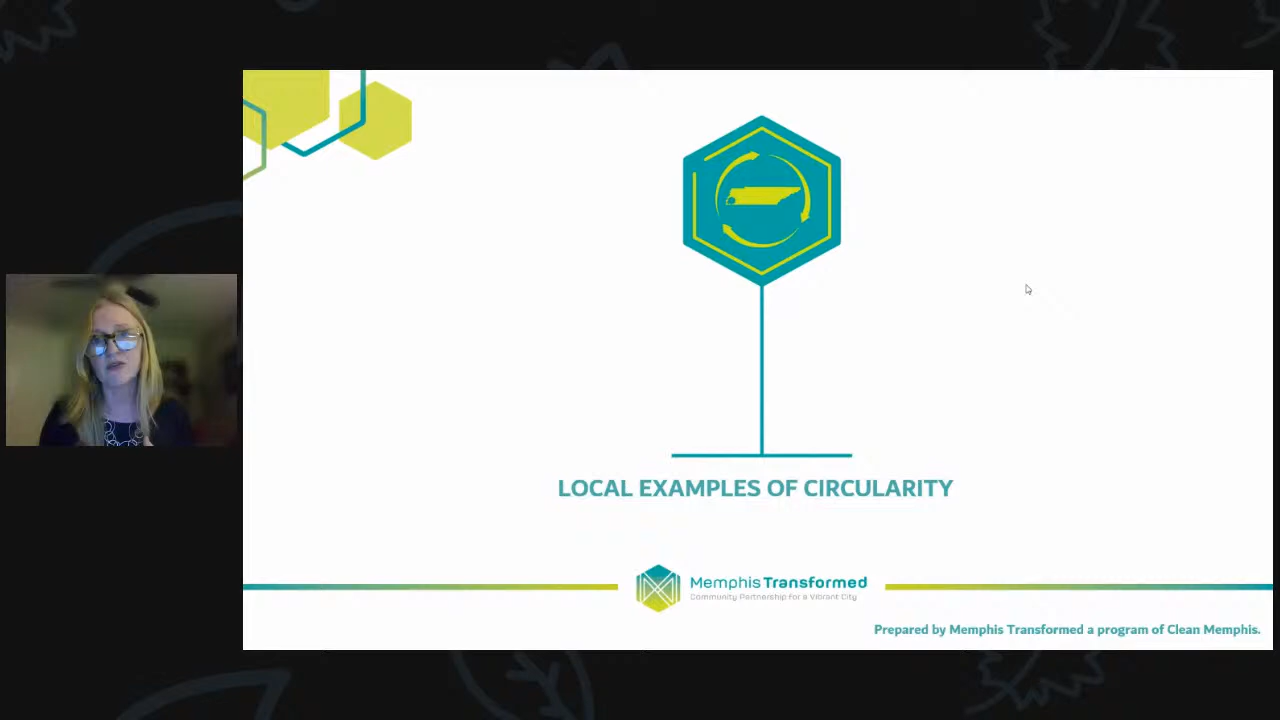 LOCAL EXAMPLES OF CIRCULARITY
Memphis Transformed
Community Partnership for a Vibrant City
Prepared by Memphis Transformed a program of Clean Memphis.